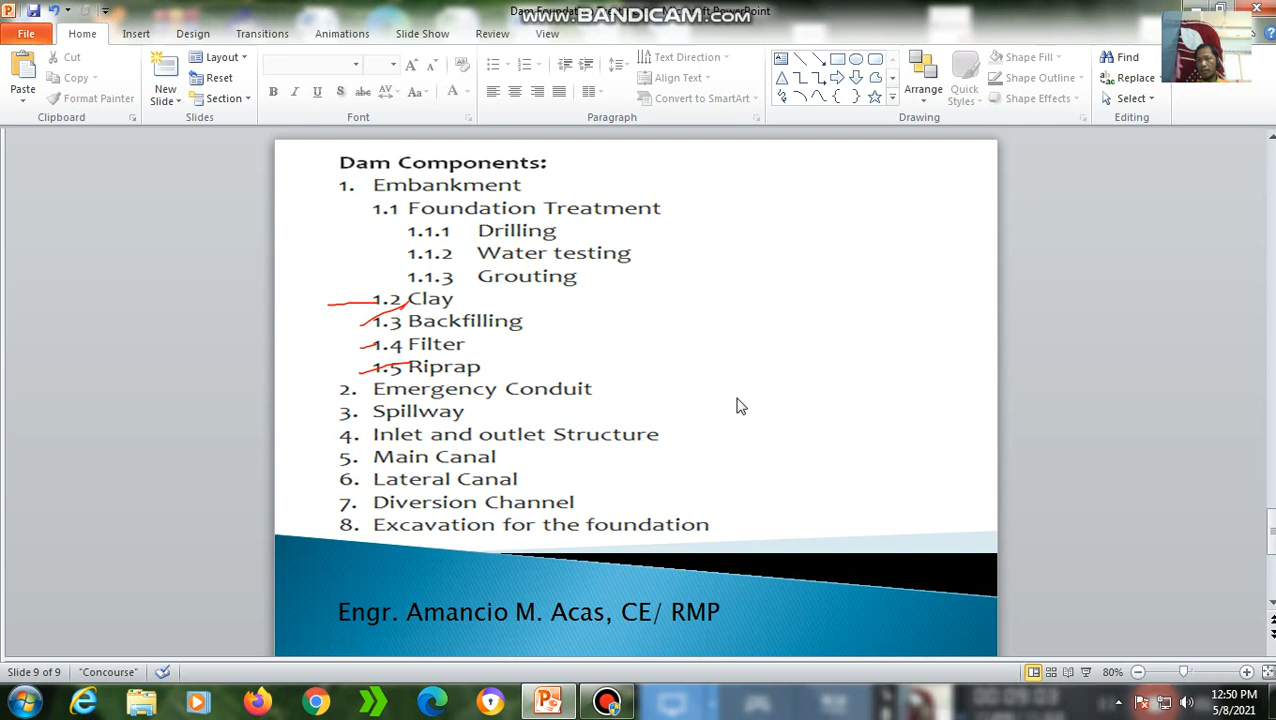 www.BANDICAM.com
File Home Insert Design Transitions Animations Slide Show Review View
Paste
Cut
Copy
Format Painter
Clipboard
New Slide
Layout
Reset
Section
Slides
B I U S abc AV Aa A
Font
Text Direction
Align Text
Convert to SmartArt
Paragraph
Arrange
Quick Styles
Shape Fill
Shape Outline
Shape Effects
Drawing
Find
Replace
Select
Editing
Dam Components:
1. Embankment
1.1 Foundation Treatment
1.1.1 Drilling
1.1.2 Water testing
1.1.3 Grouting
1.2 Clay
1.3 Backfilling
1.4 Filter
1.5 Riprap
2. Emergency Conduit
3. Spillway
4. Inlet and outlet Structure
5. Main Canal
6. Lateral Canal
7. Diversion Channel
8. Excavation for the foundation
Engr. Amancio M. Acas, CE/ RMP
Slide 9 of 9 "Concourse" 80%
12:50 PM
5/8/2021